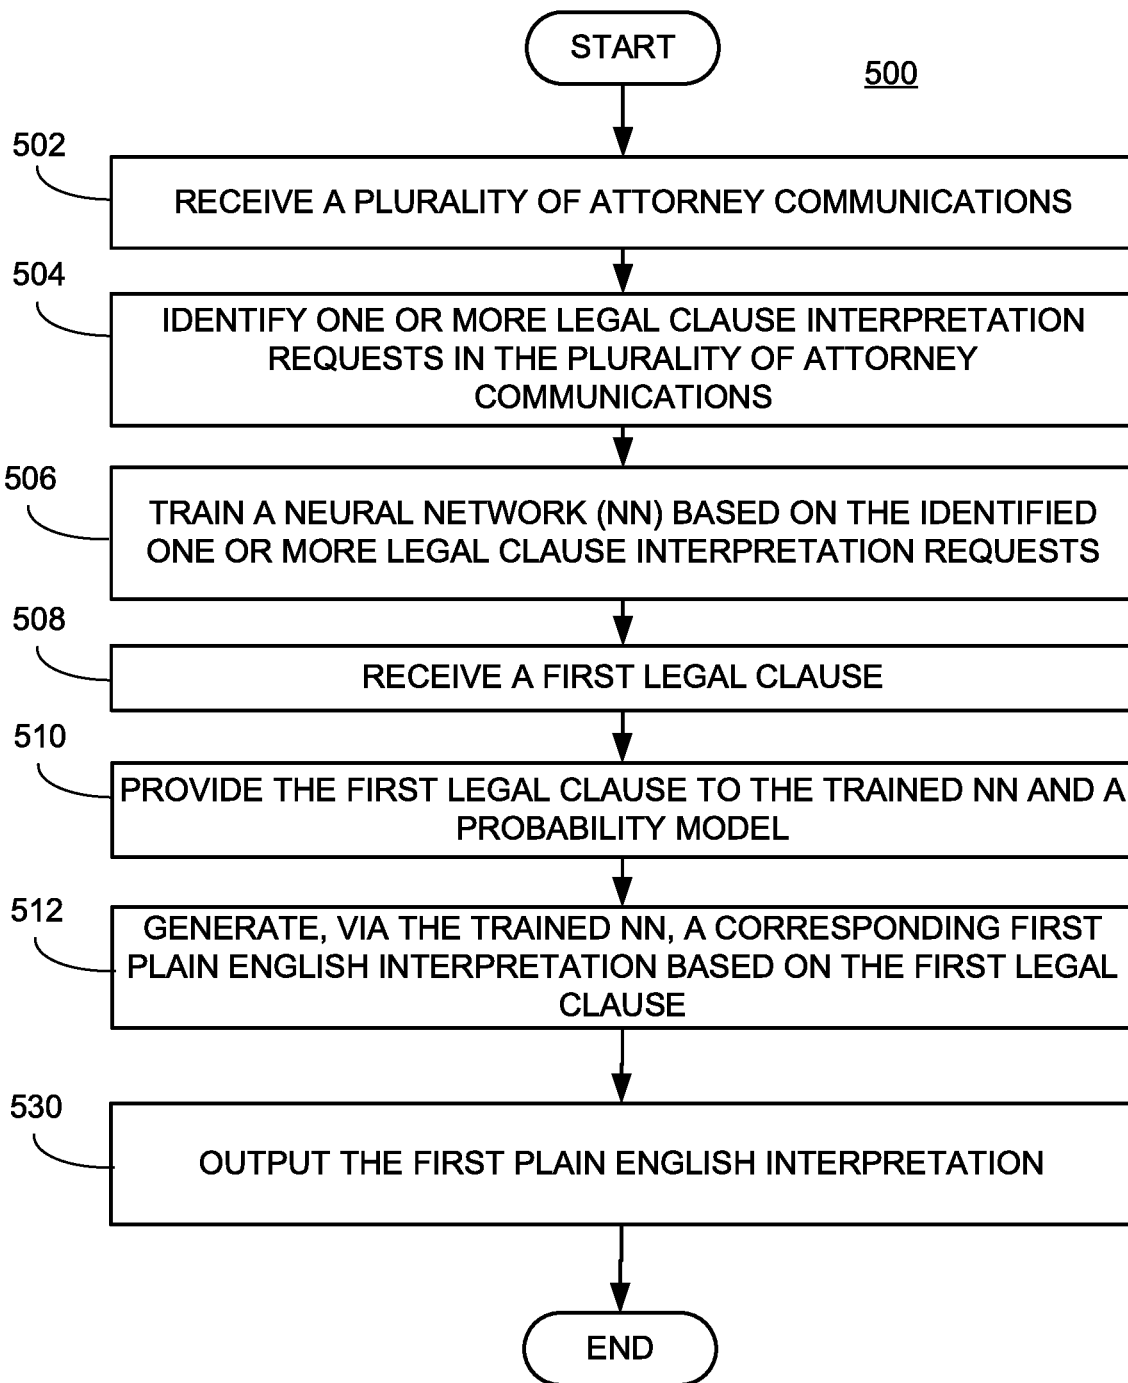 START
500
502
RECEIVE A PLURALITY OF ATTORNEY COMMUNICATIONS
504
IDENTIFY ONE OR MORE LEGAL CLAUSE INTERPRETATION
REQUESTS IN THE PLURALITY OF ATTORNEY
COMMUNICATIONS
506
TRAIN A NEURAL NETWORK (NN) BASED ON THE IDENTIFIED
ONE OR MORE LEGAL CLAUSE INTERPRETATION REQUESTS
508
RECEIVE A FIRST LEGAL CLAUSE
510
PROVIDE THE FIRST LEGAL CLAUSE TO THE TRAINED NN AND A
PROBABILITY MODEL
512
GENERATE, VIA THE TRAINED NN, A CORRESPONDING FIRST
PLAIN ENGLISH INTERPRETATION BASED ON THE FIRST LEGAL
CLAUSE
530
OUTPUT THE FIRST PLAIN ENGLISH INTERPRETATION
END